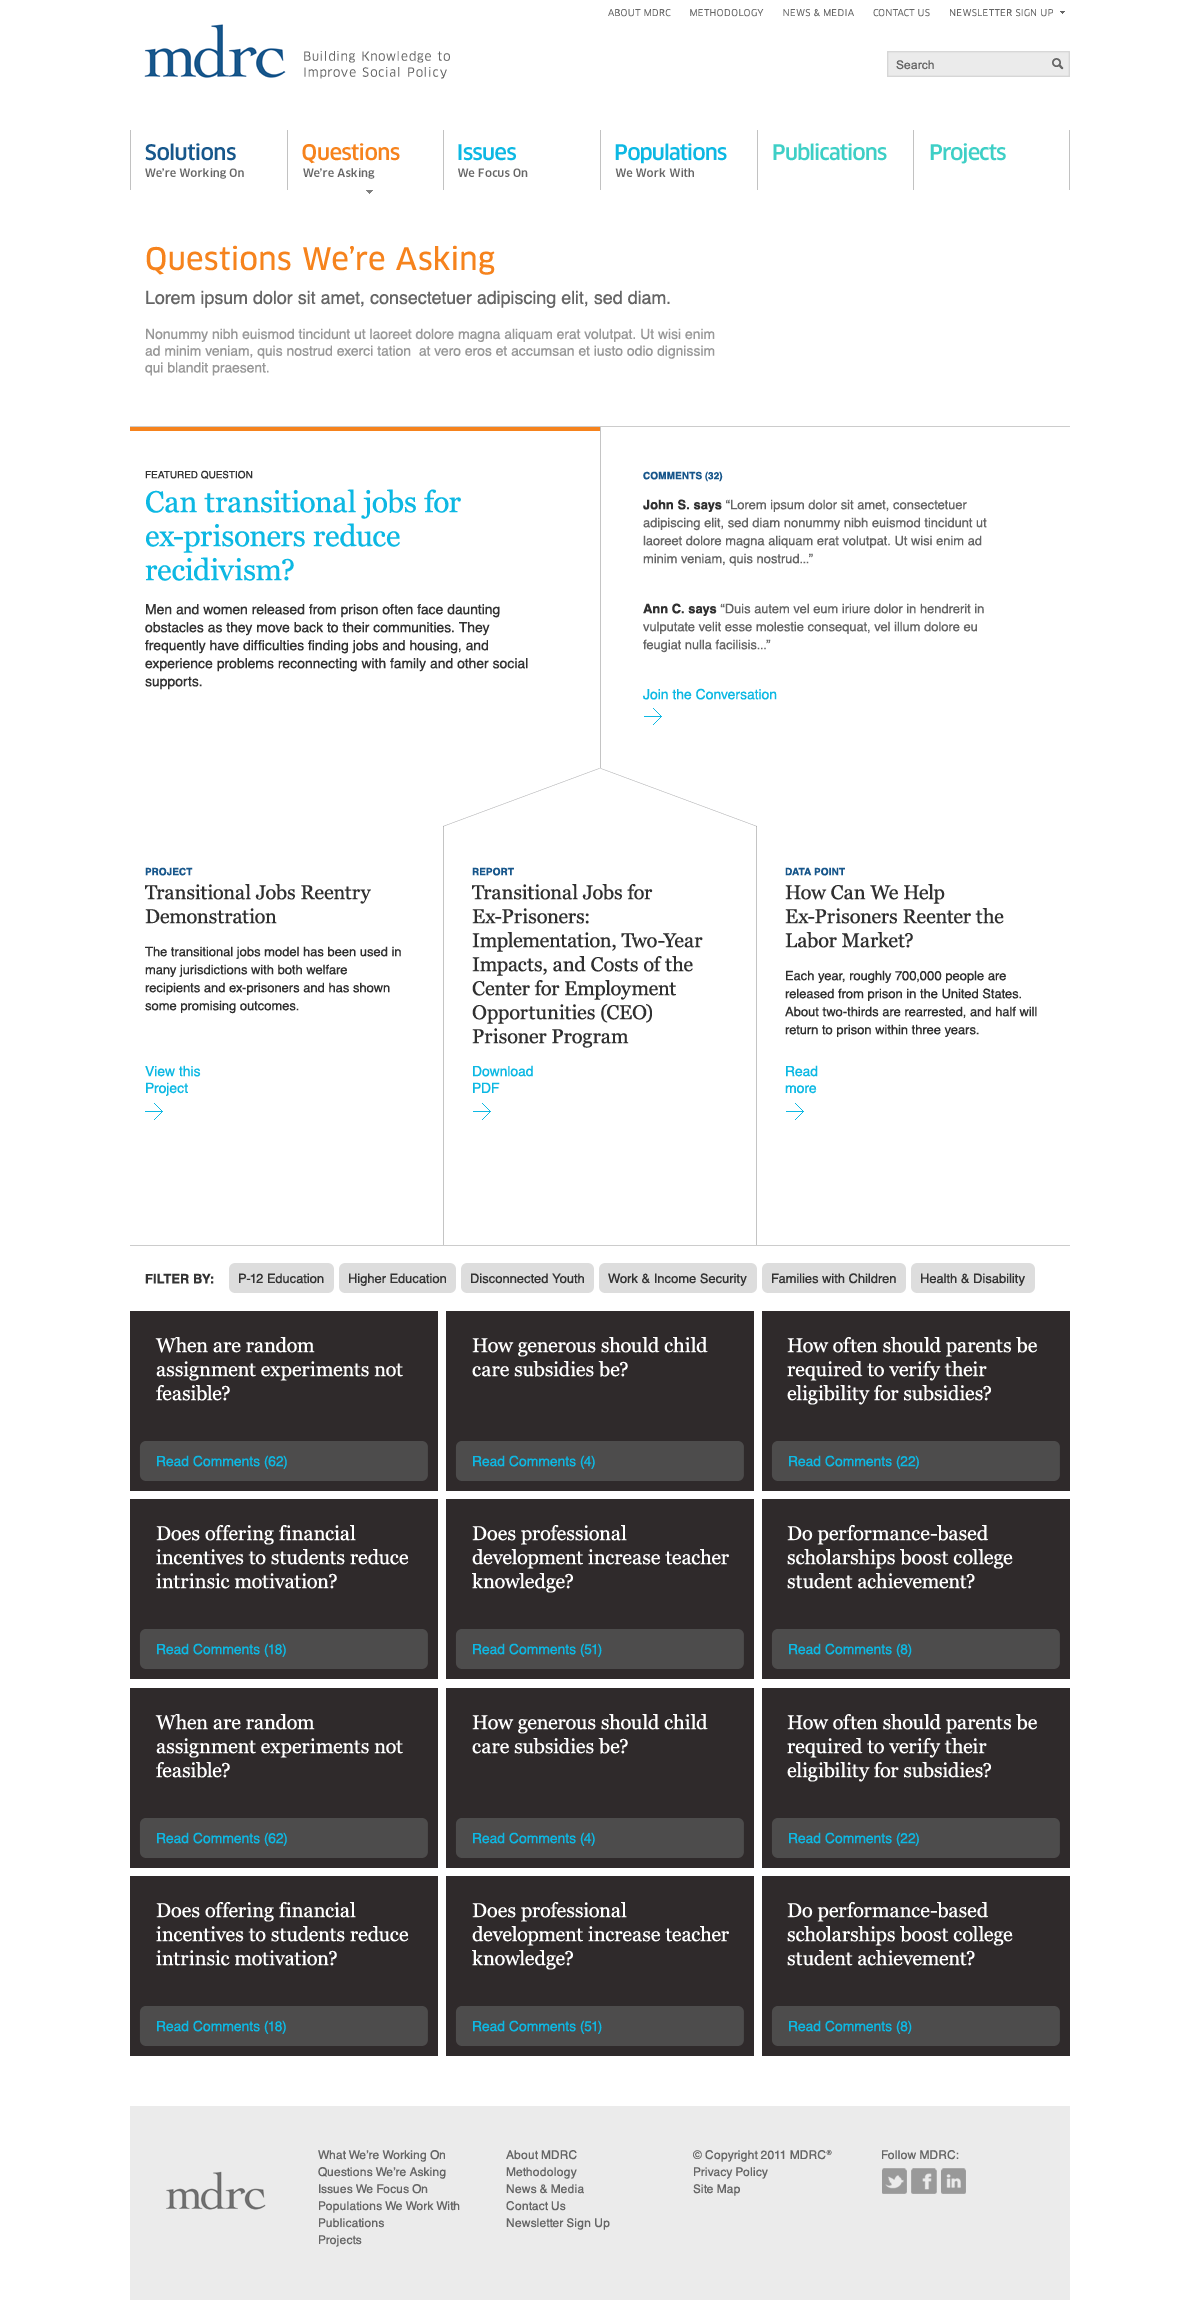 ABOUT MDRC METHODOLOGY NEWS & MEDIA CONTACT US NEWSLETTER SIGN UP
mdrc
Building Knowledge to
Improve Social Policy
Search
Solutions
We're Working On
Questions
We're Asking
Issues
We Focus On
Populations
We Work With
Publications
Projects
Questions We're Asking
Lorem ipsum dolor sit amet, consectetuer adipiscing elit, sed diam.
Nonummy nibh euismod tincidunt ut laoreet dolore magna aliquam erat volutpat. Ut wisi enim
ad minim veniam, quis nostrud exerci tation at vero eros et accumsan et iusto odio dignissim
qui blandit praesent.
FEATURED QUESTION
Can transitional jobs for
ex-prisoners reduce
recidivism?
Men and women released from prison often face daunting
obstacles as they move back to their communities. They
frequently have difficulties finding jobs and housing, and
experience problems reconnecting with family and other social
supports.
COMMENTS (32)
John S. says “Lorem ipsum dolor sit amet, consectetuer
adipiscing elit, sed diam nonummy nibh euismod tincidunt ut
laoreet dolore magna aliquam erat volutpat. Ut wisi enim ad
minim veniam, quis nostrud...”
Ann C. says “Duis autem vel eum iriure dolor in hendrerit in
vulputate velit esse molestie consequat, vel illum dolore eu
feugiat nulla facilisis...”
Join the Conversation
PROJECT
Transitional Jobs Reentry
Demonstration
The transitional jobs model has been used in
many jurisdictions with both welfare
recipients and ex-prisoners and has shown
some promising outcomes.
View this
Project
REPORT
Transitional Jobs for
Ex-Prisoners:
Implementation, Two-Year
Impacts, and Costs of the
Center for Employment
Opportunities (CEO)
Prisoner Program
Download
PDF
DATA POINT
How Can We Help
Ex-Prisoners Reenter the
Labor Market?
Each year, roughly 700,000 people are
released from prison in the United States.
About two-thirds are rearrested, and half will
return to prison within three years.
Read
more
FILTER BY: P-12 Education Higher Education Disconnected Youth Work & Income Security Families with Children Health & Disability
When are random
assignment experiments not
feasible?
Read Comments (62)
How generous should child
care subsidies be?
Read Comments (4)
How often should parents be
required to verify their
eligibility for subsidies?
Read Comments (22)
Does offering financial
incentives to students reduce
intrinsic motivation?
Read Comments (18)
Does professional
development increase teacher
knowledge?
Read Comments (51)
Do performance-based
scholarships boost college
student achievement?
Read Comments (8)
When are random
assignment experiments not
feasible?
Read Comments (62)
How generous should child
care subsidies be?
Read Comments (4)
How often should parents be
required to verify their
eligibility for subsidies?
Read Comments (22)
Does offering financial
incentives to students reduce
intrinsic motivation?
Read Comments (18)
Does professional
development increase teacher
knowledge?
Read Comments (51)
Do performance-based
scholarships boost college
student achievement?
Read Comments (8)
mdrc
What We're Working On
Questions We're Asking
Issues We Focus On
Populations We Work With
Publications
Projects
About MDRC
Methodology
News & Media
Contact Us
Newsletter Sign Up
© Copyright 2011 MDRC®
Privacy Policy
Site Map
Follow MDRC: